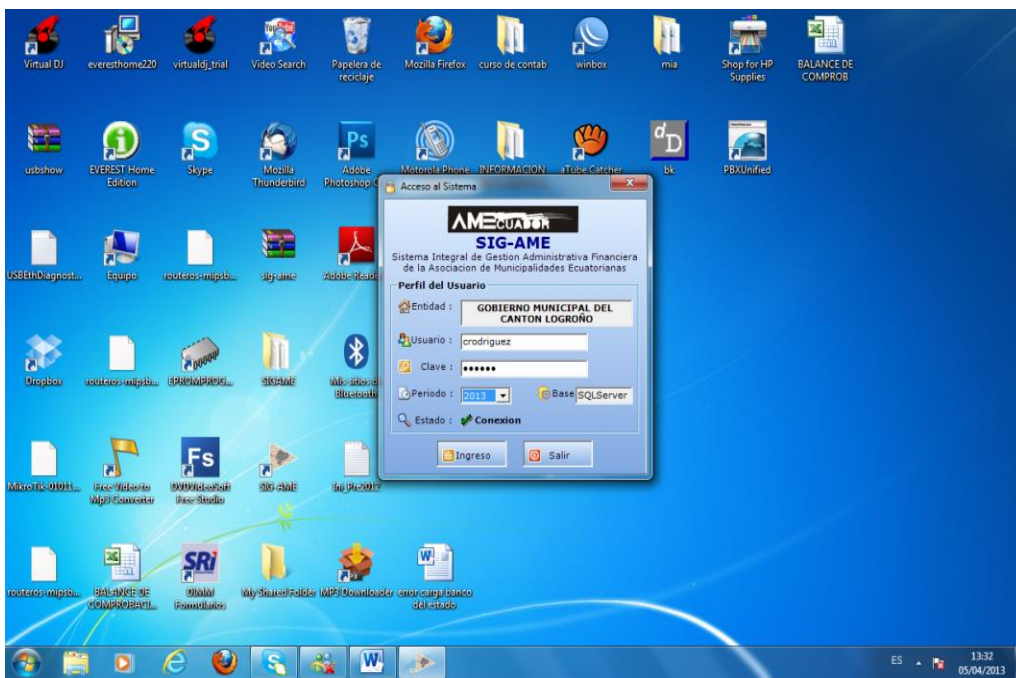 Virtual DJ
everesthome220
virtualdj_trial
Video Search
Papelera de
reciclaje
Mozilla Firefox
curso de contab
winbox
mia
Shop for HP
Supplies
BALANCE DE
COMPROB
usbshow
EVEREST Home
Edition
Skype
Mozilla
Thunderbird
Adobe
Photoshop C
Motorola Phone
INFORMACION
aTube Catcher
bk
PBXUnified
USBEthDiagnost...
Equipo
routeros-mipsb...
sig-ame
Adobe Reade
Dropbox
routeros-mipsb...
EPROMPROG...
SIGAME
Mis sitios d
Bluetooth
MikroTik-01011...
Free Video to
Mp3 Converter
DVDVideoSoft
Free Studio
SIG-AME
routeros-mipsb...
BALANCE DE
COMPROBACI...
SRi
DIMM
Formularios
My Shared Folder
MP3 Downloader
error carga banco
del estado
Acceso al Sistema
AMECUADOR
SIG-AME
Sistema Integral de Gestion Administrativa Financiera
de la Asociacion de Municipalidades Ecuatorianas
Perfil del Usuario
Entidad :
GOBIERNO MUNICIPAL DEL
CANTON LOGROÑO
Usuario :
crodriguez
Clave :
••••••
Periodo :
2013
Base
SQLServer
Estado :
Conexion
Ingreso
Salir
ES
13:32
05/04/2013